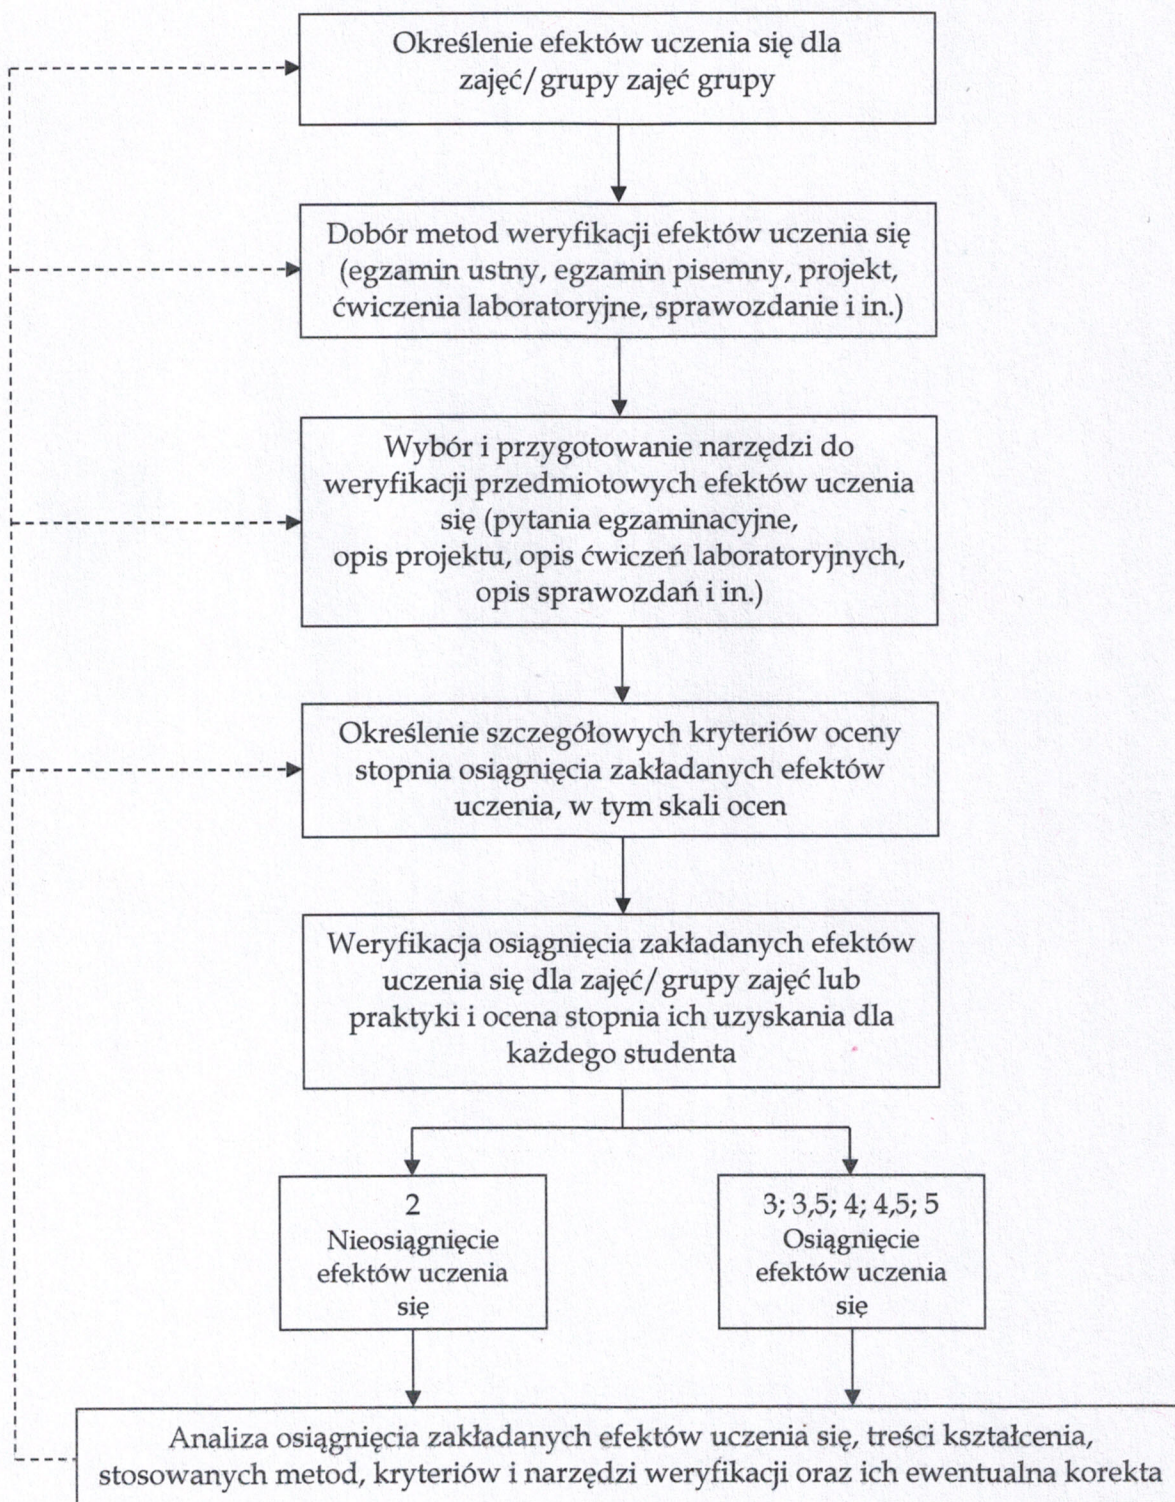 Określenie efektów uczenia się dla
zajęć/grupy zajęć grupy
Dobór metod weryfikacji efektów uczenia się
(egzamin ustny, egzamin pisemny, projekt,
ćwiczenia laboratoryjne, sprawozdanie i in.)
Wybór i przygotowanie narzędzi do
weryfikacji przedmiotowych efektów uczenia
się (pytania egzaminacyjne,
opis projektu, opis ćwiczeń laboratoryjnych,
opis sprawozdań i in.)
Określenie szczegółowych kryteriów oceny
stopnia osiągnięcia zakładanych efektów
uczenia, w tym skali ocen
Weryfikacja osiągnięcia zakładanych efektów
uczenia się dla zajęć/grupy zajęć lub
praktyki i ocena stopnia ich uzyskania dla
każdego studenta
2
Nieosiągnięcie
efektów uczenia
się
3; 3,5; 4; 4,5; 5
Osiągnięcie
efektów uczenia
się
Analiza osiągnięcia zakładanych efektów uczenia się, treści kształcenia,
stosowanych metod, kryteriów i narzędzi weryfikacji oraz ich ewentualna korekta